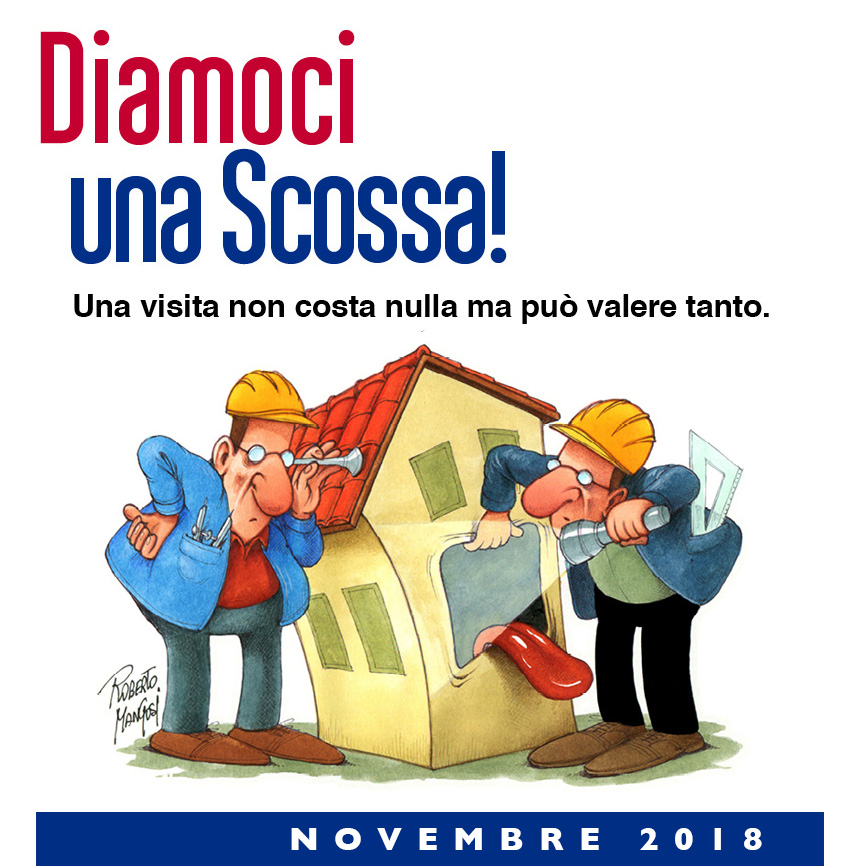 Diamoci
una Scossa!
Una visita non costa nulla ma può valere tanto.
ROBERTO
MANGOSI
NOVEMBRE 2018